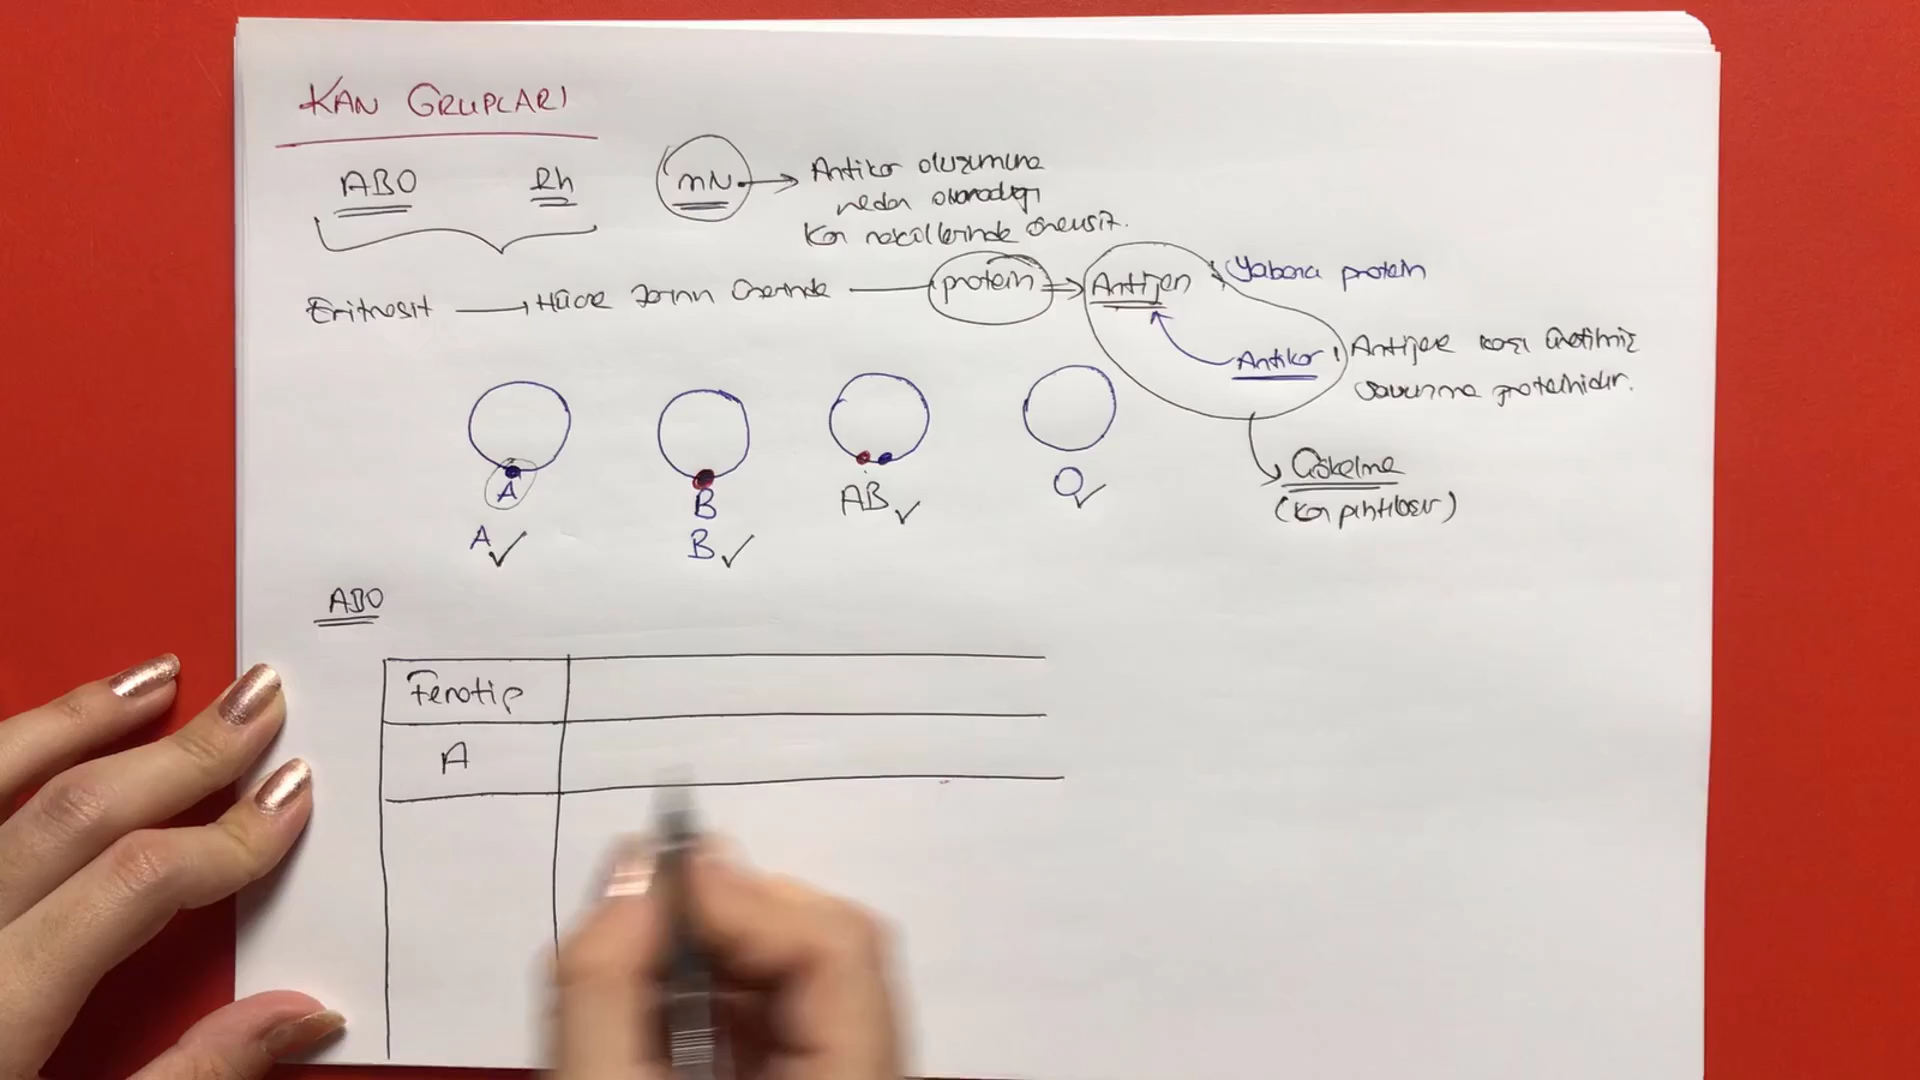 KAN GRUPLARI
ABO Rh MN → Antikor oluşumuna
neden olmadığı
Kan nakillerinde önemsiz.
Eritrosit → Hücre zarının üzerinde — protein ⇒ Antijen : Yabancı protein
Antikor : Antijene karşı üretilmiş
savunma proteinidir.
Çökelme
(kan pıhtılaşır)
A B AB O
A B
ABO
Fenotip
A